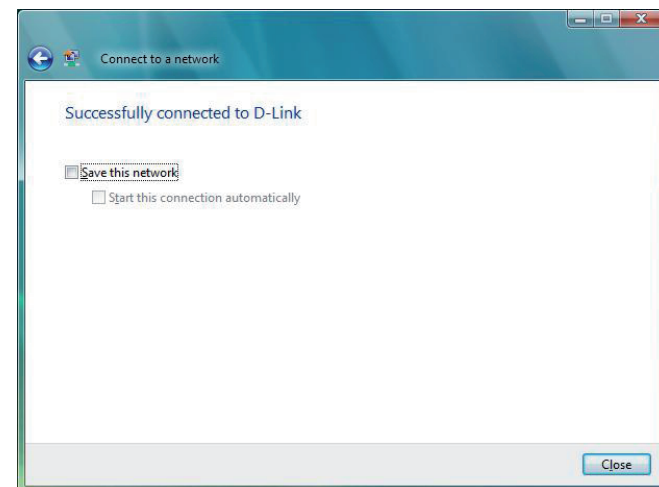 Connect to a network
Successfully connected to D-Link
Save this network
Start this connection automatically
Close